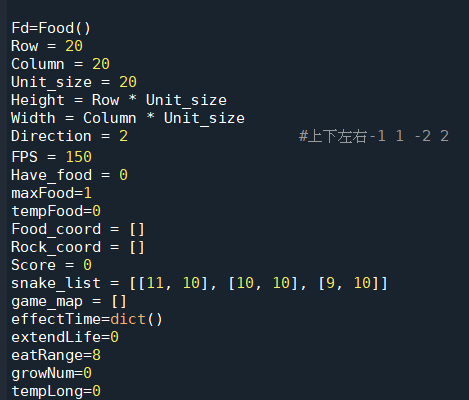 Fd=Food()
Row = 20
Column = 20
Unit_size = 20
Height = Row * Unit_size
Width = Column * Unit_size
Direction = 2 #上下左右-1 1 -2 2
FPS = 150
Have_food = 0
maxFood=1
tempFood=0
Food_coord = []
Rock_coord = []
Score = 0
snake_list = [[11, 10], [10, 10], [9, 10]]
game_map = []
effectTime=dict()
extendLife=0
eatRange=8
growNum=0
tempLong=0